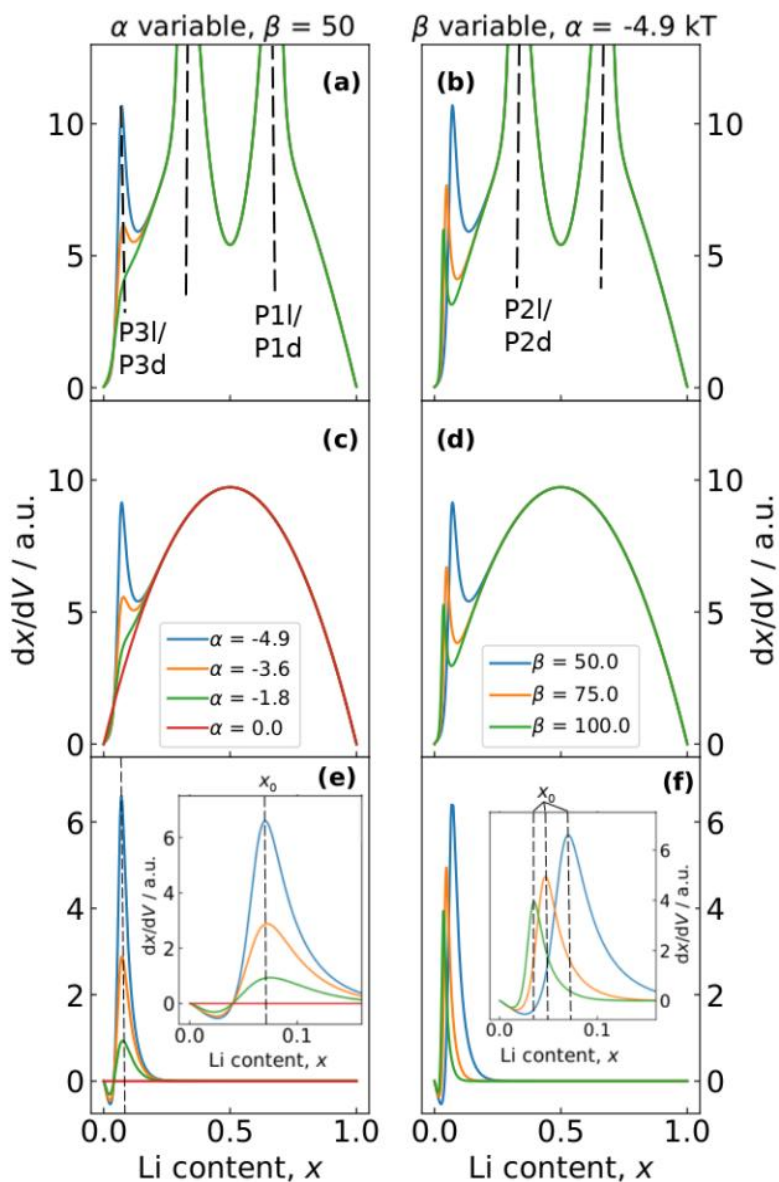 α variable, β = 50
β variable, α = -4.9 kT
(a)
(b)
10
5
0
P3l/
P3d
P1l/
P1d
P2l/
P2d
10
5
0
dx/dV / a.u.
dx/dV / a.u.
(c)
(d)
10
5
0
α = -4.9
α = -3.6
α = -1.8
α = 0.0
β = 50.0
β = 75.0
β = 100.0
10
5
0
(e)
(f)
6
4
2
0
x₀
dx/dV / a.u.
6
4
2
0
0.0
0.1
Li content, x
x₀
dx/dV / a.u.
6
4
2
0
0.0
0.1
Li content, x
6
4
2
0
0.0
0.5
1.0
Li content, x
0.0
0.5
1.0
Li content, x